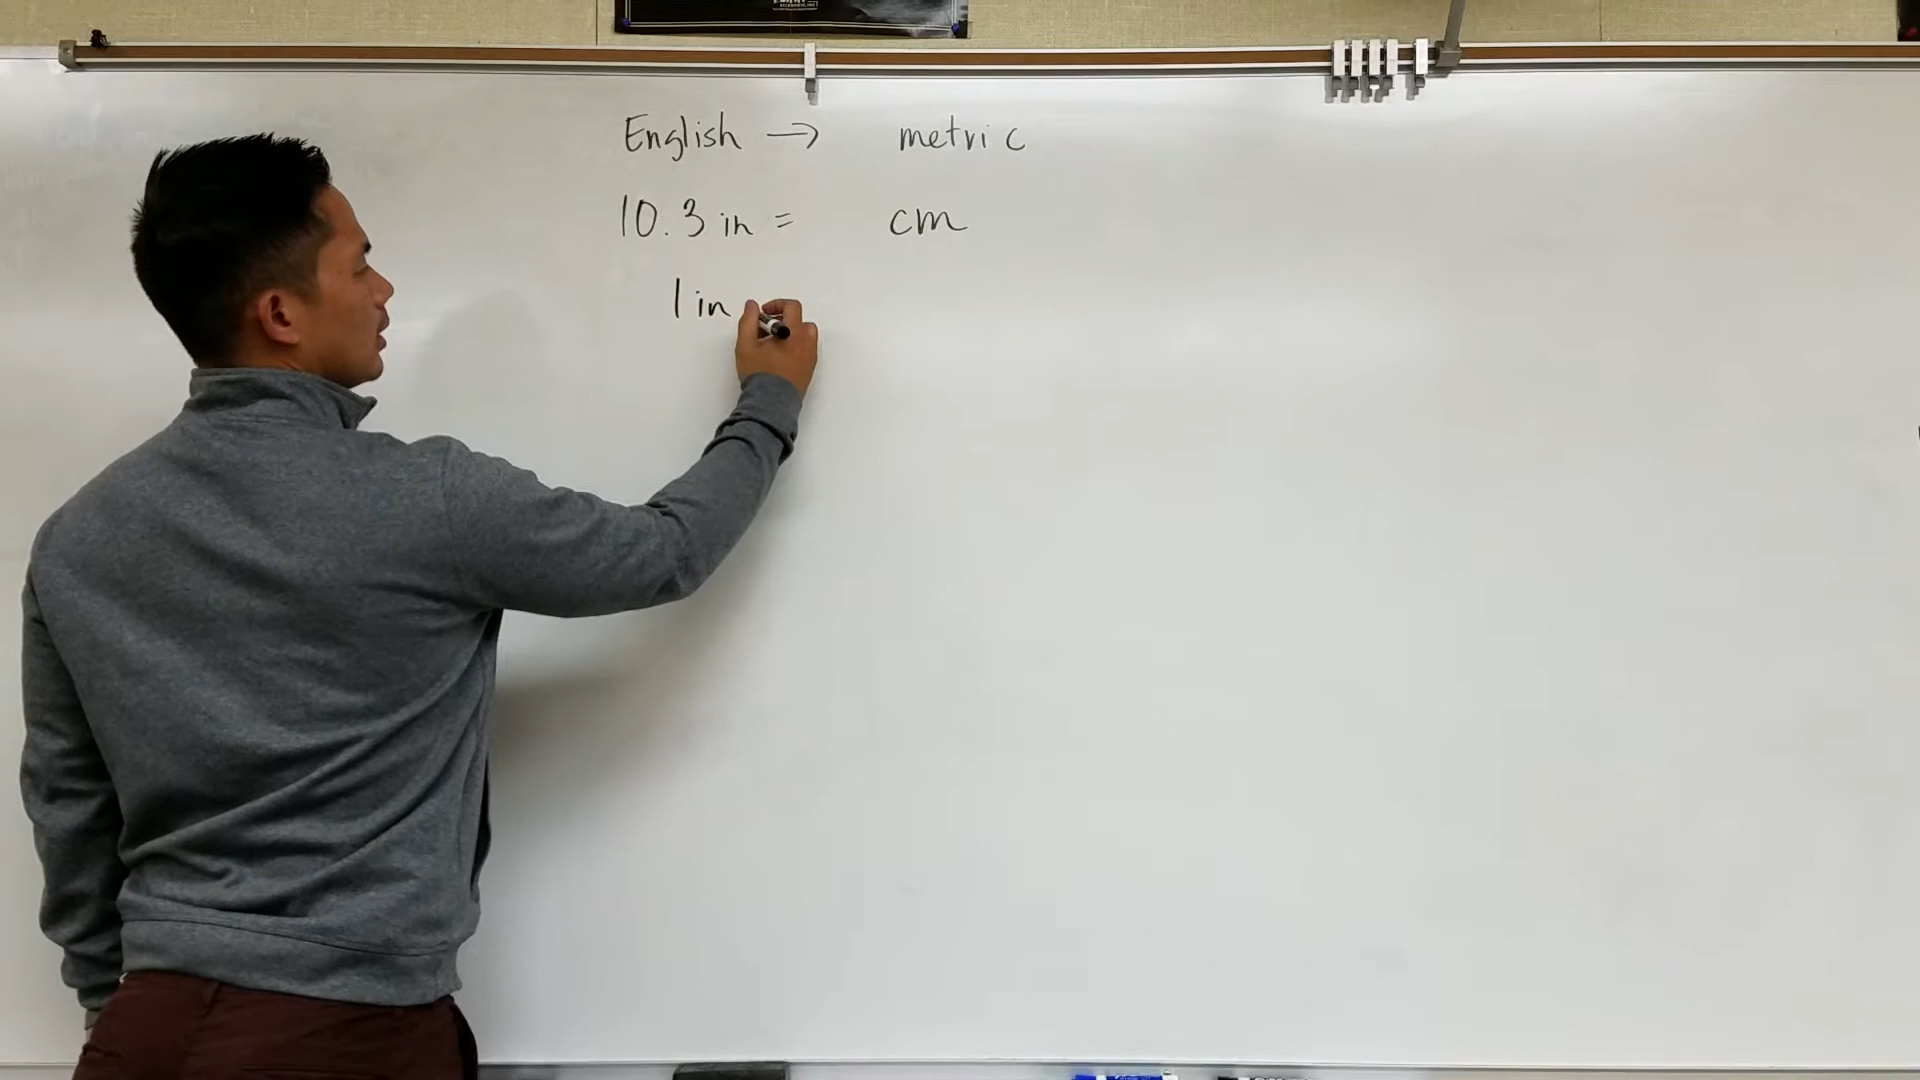 English → metric
10.3 in = cm
1 in